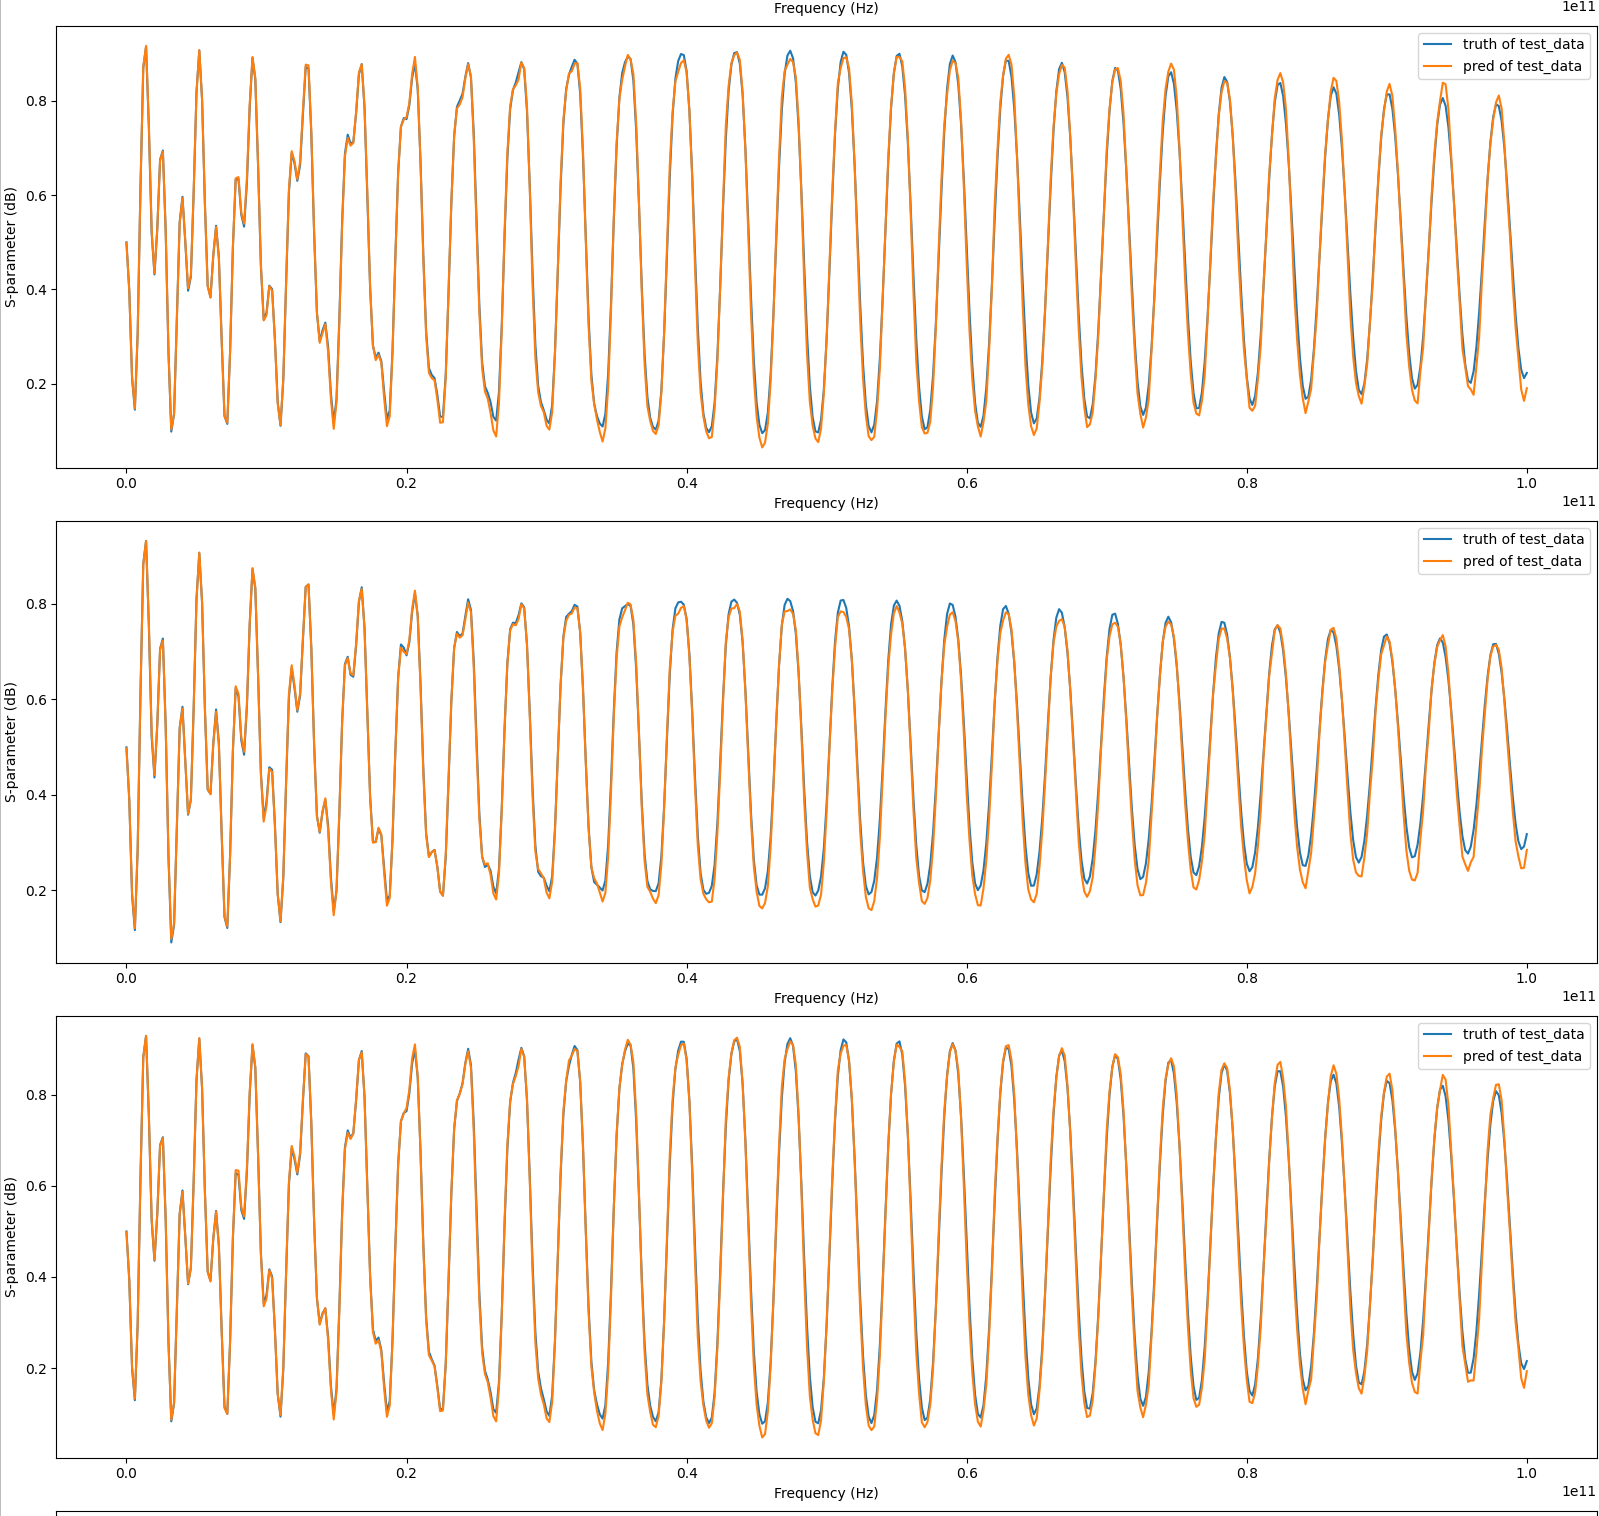 Frequency (Hz)
1e11
truth of test_data
pred of test_data
S-parameter (dB)
0.8
0.6
0.4
0.2
0.0 0.2 0.4 0.6 0.8 1.0
Frequency (Hz)
1e11
truth of test_data
pred of test_data
S-parameter (dB)
0.8
0.6
0.4
0.2
0.0 0.2 0.4 0.6 0.8 1.0
Frequency (Hz)
1e11
truth of test_data
pred of test_data
S-parameter (dB)
0.8
0.6
0.4
0.2
0.0 0.2 0.4 0.6 0.8 1.0
Frequency (Hz)
1e11